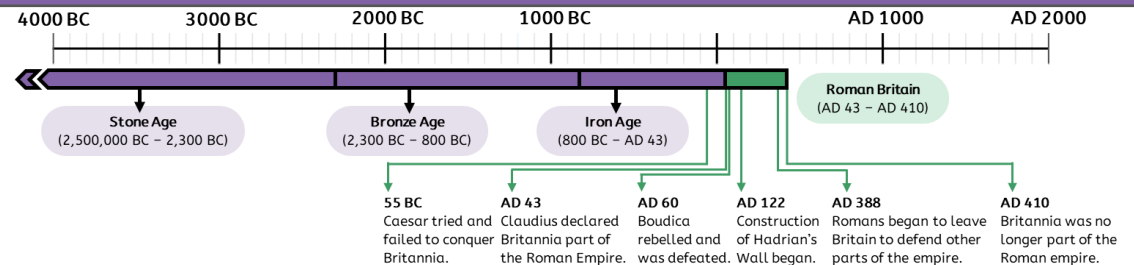 4000 BC 3000 BC 2000 BC 1000 BC AD 1000 AD 2000
Stone Age
(2,500,000 BC – 2,300 BC)
Bronze Age
(2,300 BC – 800 BC)
Iron Age
(800 BC – AD 43)
Roman Britain
(AD 43 – AD 410)
55 BC
Caesar tried and
failed to conquer
Britannia.
AD 43
Claudius declared
Britannia part of
the Roman Empire.
AD 60
Boudica
rebelled and
was defeated.
AD 122
Construction
of Hadrian's
Wall began.
AD 388
Romans began to leave
Britain to defend other
parts of the empire.
AD 410
Britannia was no
longer part of the
Roman empire.